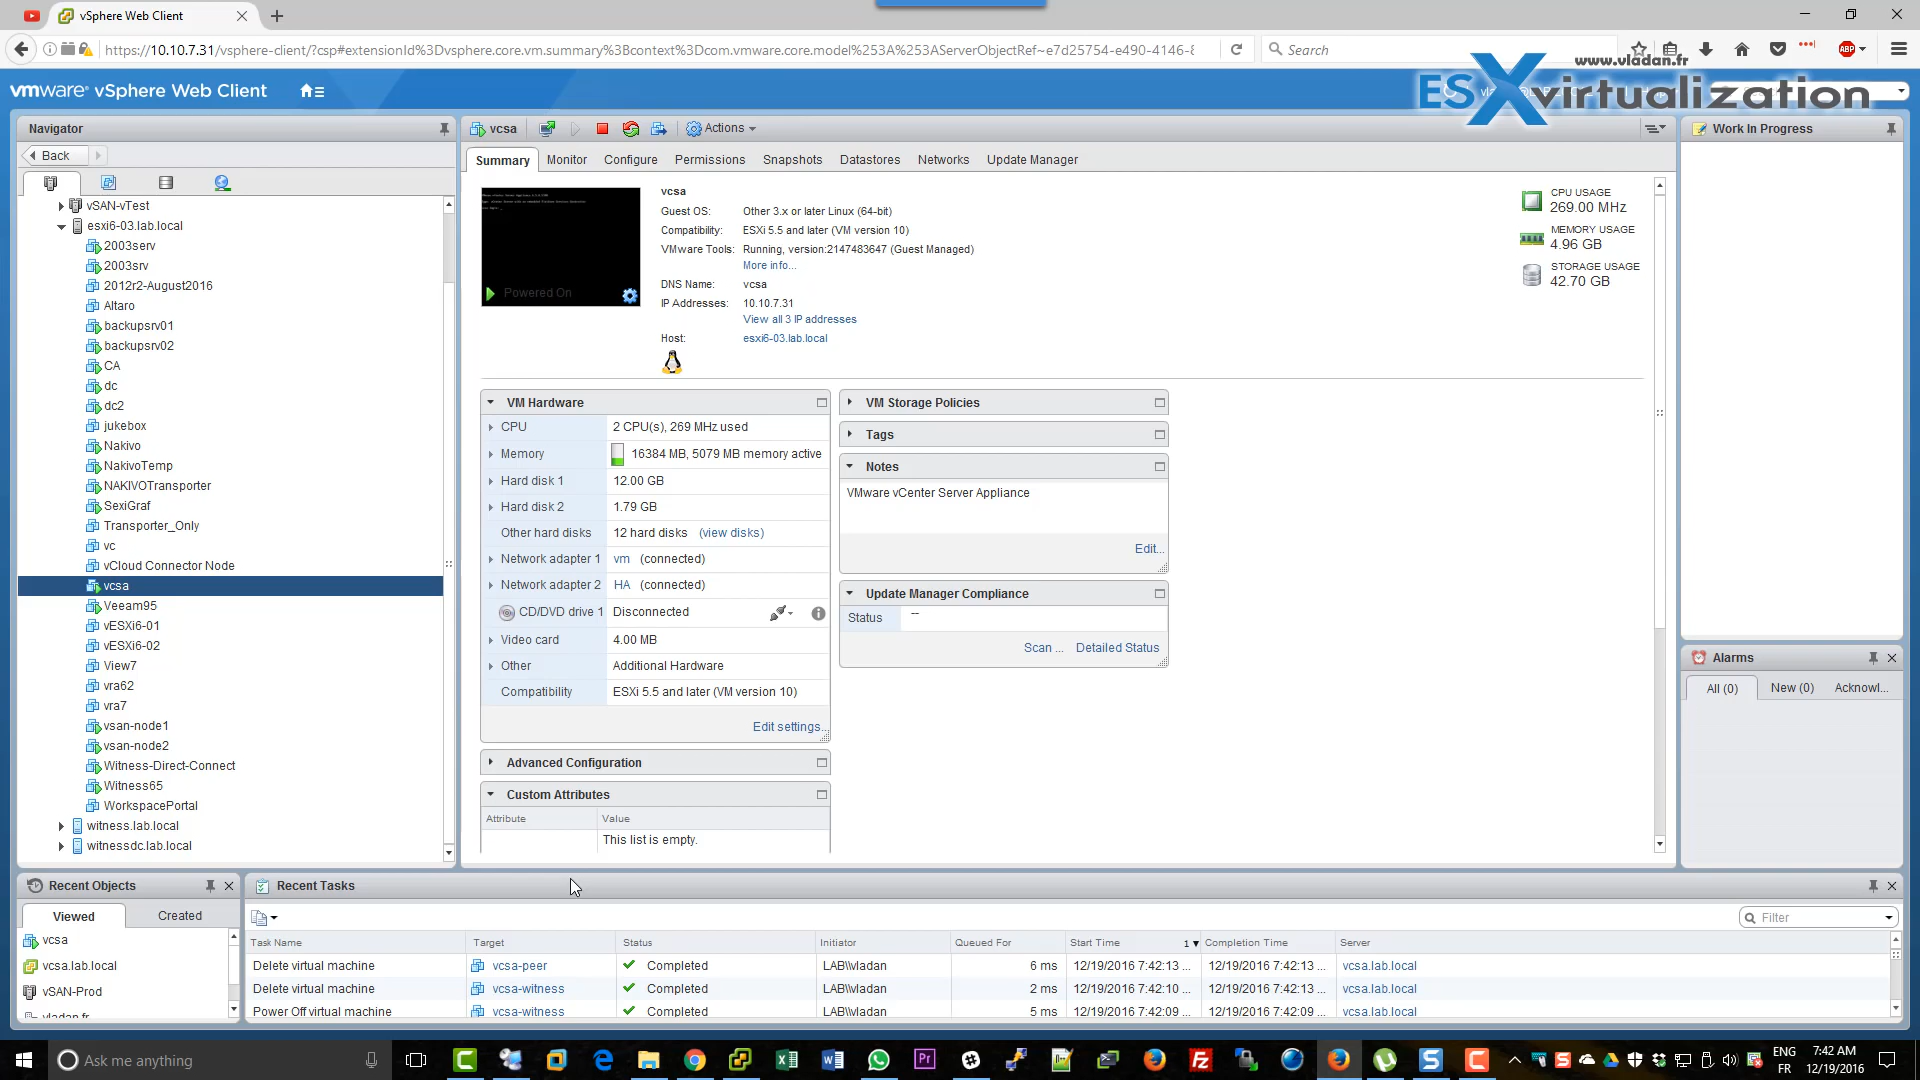 vSphere Web Client
https://10.10.7.31/vsphere-client/?csp#extensionId%3Dvsphere.core.vm.summary%3Bcontext%3Dcom.vmware.core.model%253A%253AServerObjectRef~e7d25754-e490-4146-8
Search
ABP
www.vladan.fr
ESXvirtualization
vmware® vSphere Web Client
Navigator
Back
vSAN-vTest
esxi6-03.lab.local
2003serv
2003srv
2012r2-August2016
Altaro
backupsrv01
backupsrv02
CA
dc
dc2
jukebox
Nakivo
NakivoTemp
NAKIVOTransporter
SexiGraf
Transporter_Only
vc
vCloud Connector Node
vcsa
Veeam95
vESXi6-01
vESXi6-02
View7
vra62
vra7
vsan-node1
vsan-node2
Witness-Direct-Connect
Witness65
WorkspacePortal
witness.lab.local
witnessdc.lab.local
vcsa
Actions
Summary Monitor Configure Permissions Snapshots Datastores Networks Update Manager
Powered On
vcsa
Guest OS: Other 3.x or later Linux (64-bit)
Compatibility: ESXi 5.5 and later (VM version 10)
VMware Tools: Running, version:2147483647 (Guest Managed)
More info...
DNS Name: vcsa
IP Addresses: 10.10.7.31
View all 3 IP addresses
Host: esxi6-03.lab.local
CPU USAGE
269.00 MHz
MEMORY USAGE
4.96 GB
STORAGE USAGE
42.70 GB
VM Hardware
CPU 2 CPU(s), 269 MHz used
Memory 16384 MB, 5079 MB memory active
Hard disk 1 12.00 GB
Hard disk 2 1.79 GB
Other hard disks 12 hard disks (view disks)
Network adapter 1 vm (connected)
Network adapter 2 HA (connected)
CD/DVD drive 1 Disconnected
Video card 4.00 MB
Other Additional Hardware
Compatibility ESXi 5.5 and later (VM version 10)
Edit settings...
Advanced Configuration
Custom Attributes
Attribute Value
This list is empty.
VM Storage Policies
Tags
Notes
VMware vCenter Server Appliance
Edit...
Update Manager Compliance
Status --
Scan ... Detailed Status
Work In Progress
Alarms
All (0) New (0) Acknowl...
Recent Objects
Viewed Created
vcsa
vcsa.lab.local
vSAN-Prod
vladan.fr
Recent Tasks
Filter
Task Name Target Status Initiator Queued For Start Time 1 Completion Time Server
Delete virtual machine vcsa-peer Completed LAB\\vladan 6 ms 12/19/2016 7:42:13 ... 12/19/2016 7:42:13 ... vcsa.lab.local
Delete virtual machine vcsa-witness Completed LAB\\vladan 2 ms 12/19/2016 7:42:10 ... 12/19/2016 7:42:13 ... vcsa.lab.local
Power Off virtual machine vcsa-witness Completed LAB\\vladan 5 ms 12/19/2016 7:42:09 ... 12/19/2016 7:42:09 ... vcsa.lab.local
Ask me anything
ENG 7:42 AM
FR 12/19/2016